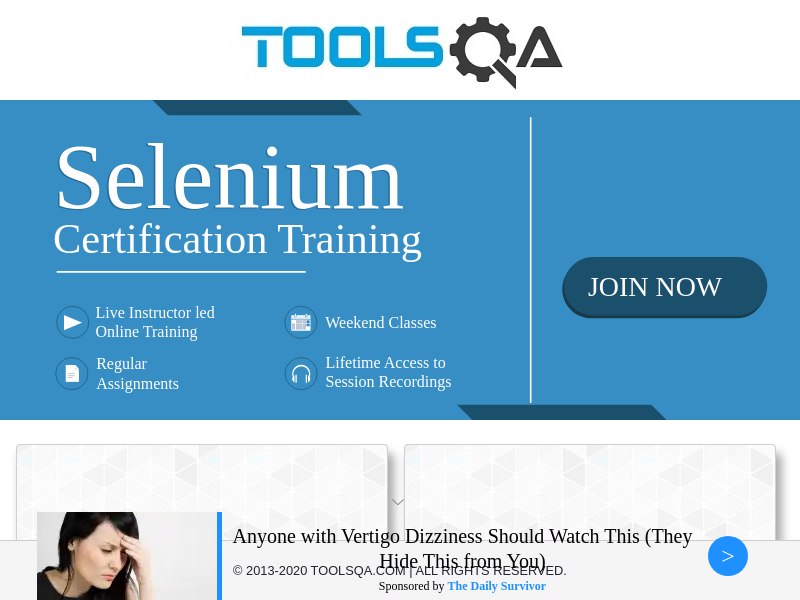 TOOLSQA
Selenium
Certification Training
JOIN NOW
Live Instructor led
Online Training
Weekend Classes
Regular
Assignments
Lifetime Access to
Session Recordings
Anyone with Vertigo Dizziness Should Watch This (They
Hide This from You)
>
© 2013-2020 TOOLSQA.COM | ALL RIGHTS RESERVED.
Sponsored by The Daily Survivor